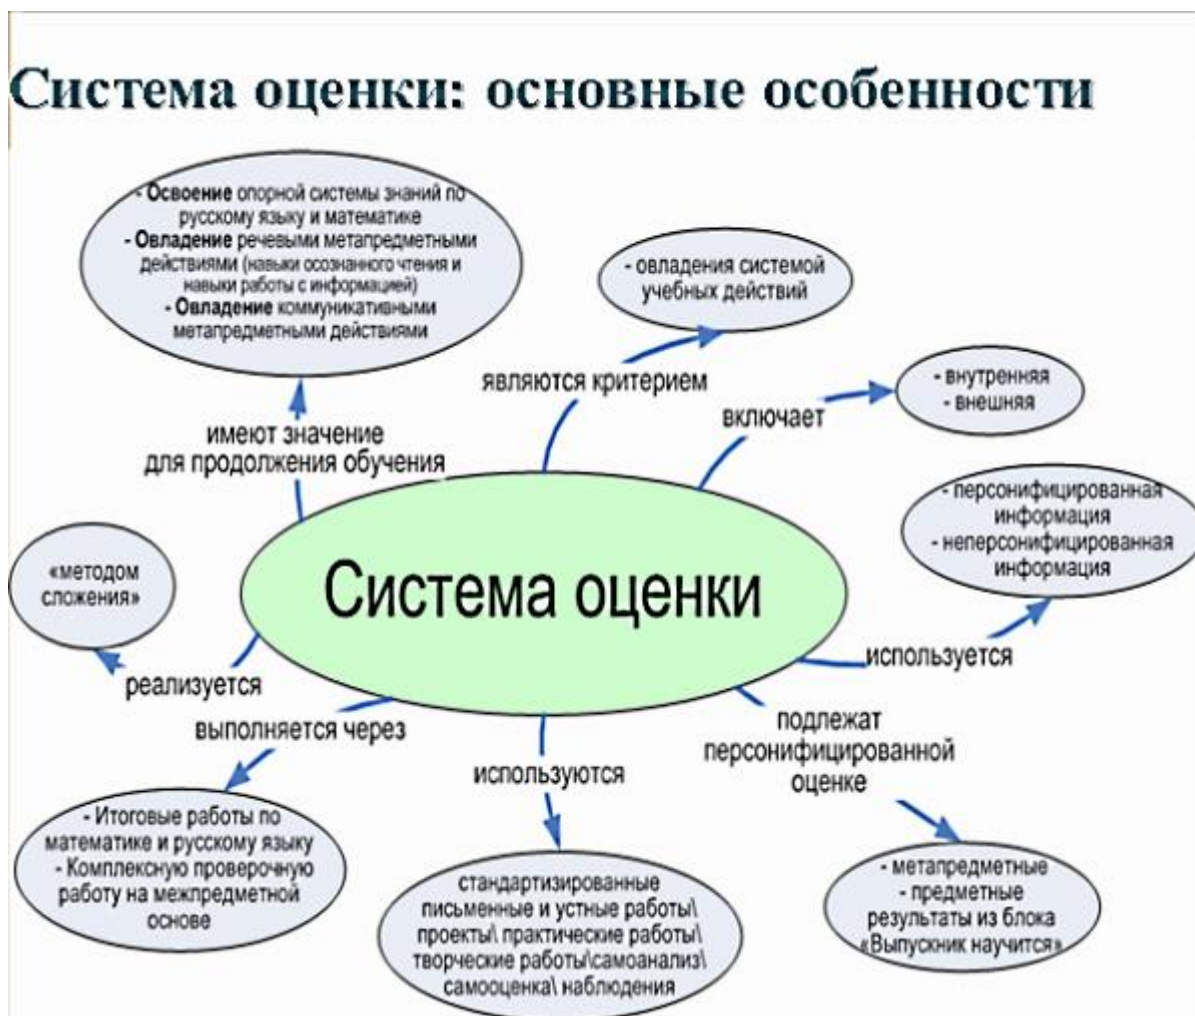 Система оценки: основные особенности
- Освоение опорной системы знаний по
русскому языку и математике
- Овладение речевыми метапредметными
действиями (навыки осознанного чтения и
навыки работы с информацией)
- Овладение коммуникативными
метапредметными действиями
- овладения системой
учебных действий
являются критерием
- внутренняя
- внешняя
включает
имеют значение
для продолжения обучения
- персонифицированная
информация
- неперсонифицированная
информация
«методом
сложения»
Система оценки
используется
реализуется
выполняется через
подлежат
персонифицированной
оценке
используются
- Итоговые работы по
математике и русскому языку
- Комплексную проверочную
работу на межпредметной
основе
стандартизированные
письменные и устные работы\
проекты\ практические работы\
творческие работы\самоанализ\
самооценка\ наблюдения
- метапредметные
- предметные
результаты из блока
«Выпускник научится»